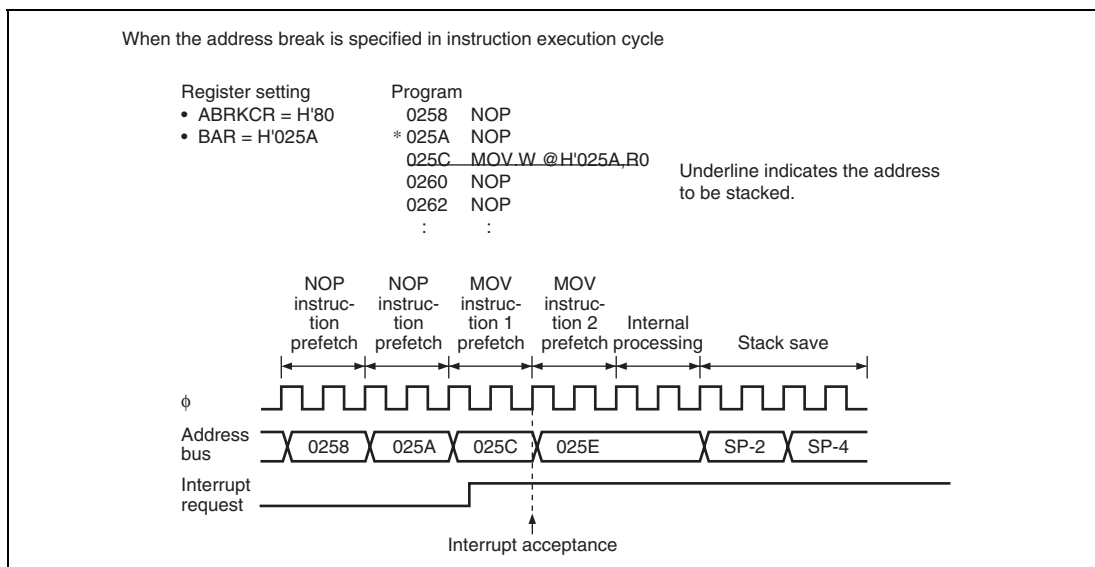 When the address break is specified in instruction execution cycle
Register setting
• ABRKCR = H'80
• BAR = H'025A
Program
0258 NOP
* 025A NOP
025C MOV.W @H'025A,R0
0260 NOP
0262 NOP
: :
Underline indicates the address
to be stacked.
NOP
instruc-
tion
prefetch
NOP
instruc-
tion
prefetch
MOV
instruc-
tion 1
prefetch
MOV
instruc-
tion 2
prefetch
Internal
processing
Stack save
φ
Address
bus
0258 025A 025C 025E SP-2 SP-4
Interrupt
request
Interrupt acceptance